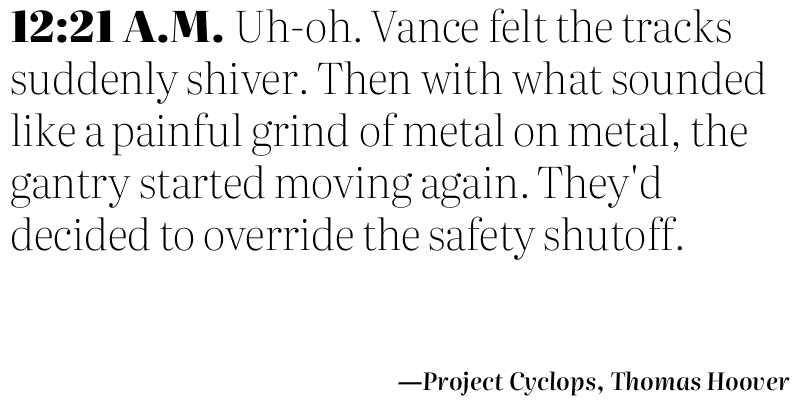 12:21 A.M. Uh-oh. Vance felt the tracks
suddenly shiver. Then with what sounded
like a painful grind of metal on metal, the
gantry started moving again. They'd
decided to override the safety shutoff.
—Project Cyclops, Thomas Hoover